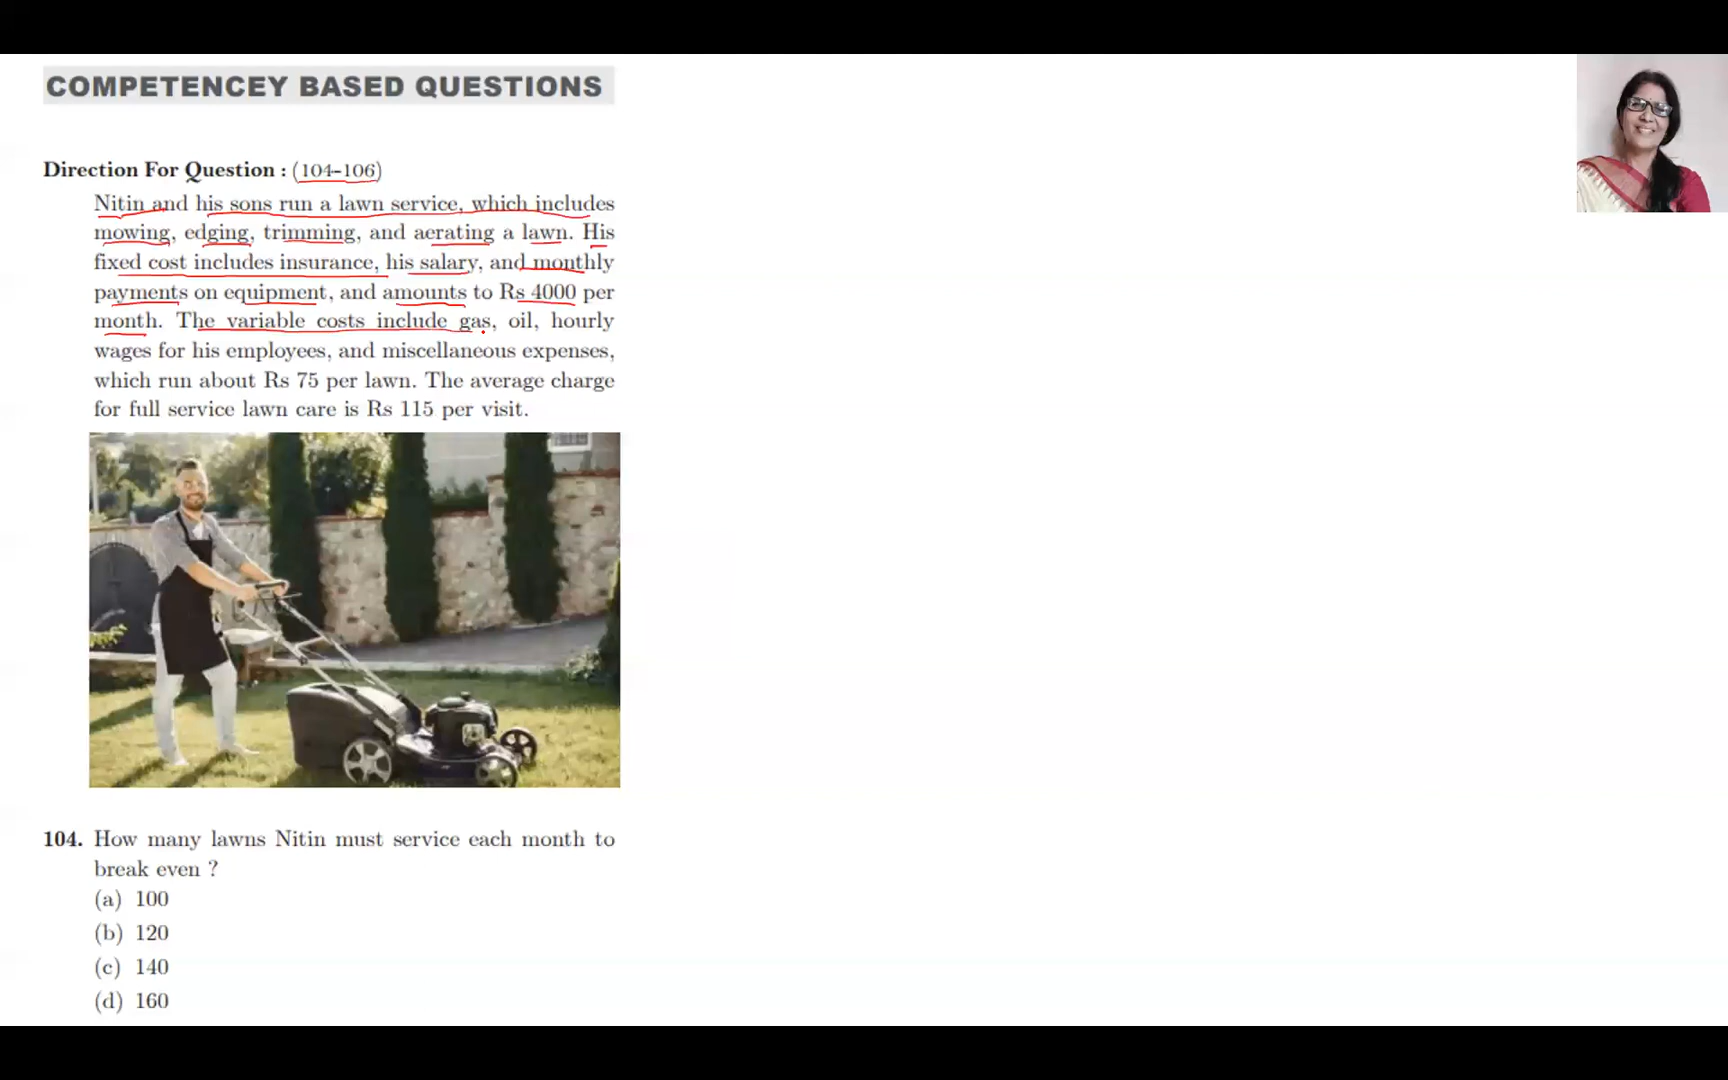 COMPETENCEY BASED QUESTIONS
Direction For Question : (104–106)
Nitin and his sons run a lawn service, which includes
mowing, edging, trimming, and aerating a lawn. His
fixed cost includes insurance, his salary, and monthly
payments on equipment, and amounts to Rs 4000 per
month. The variable costs include gas, oil, hourly
wages for his employees, and miscellaneous expenses,
which run about Rs 75 per lawn. The average charge
for full service lawn care is Rs 115 per visit.
104. How many lawns Nitin must service each month to
break even ?
(a) 100
(b) 120
(c) 140
(d) 160